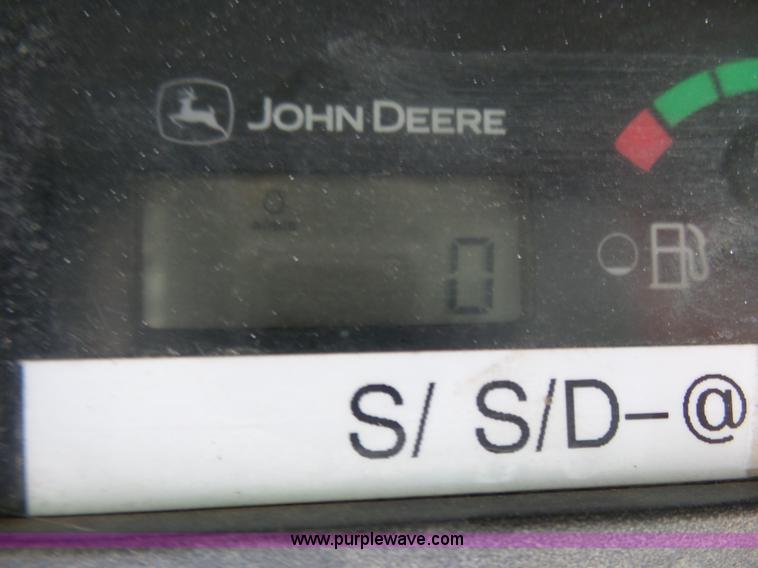 JOHN DEERE
0
S/ S/D-@
www.purplewave.com